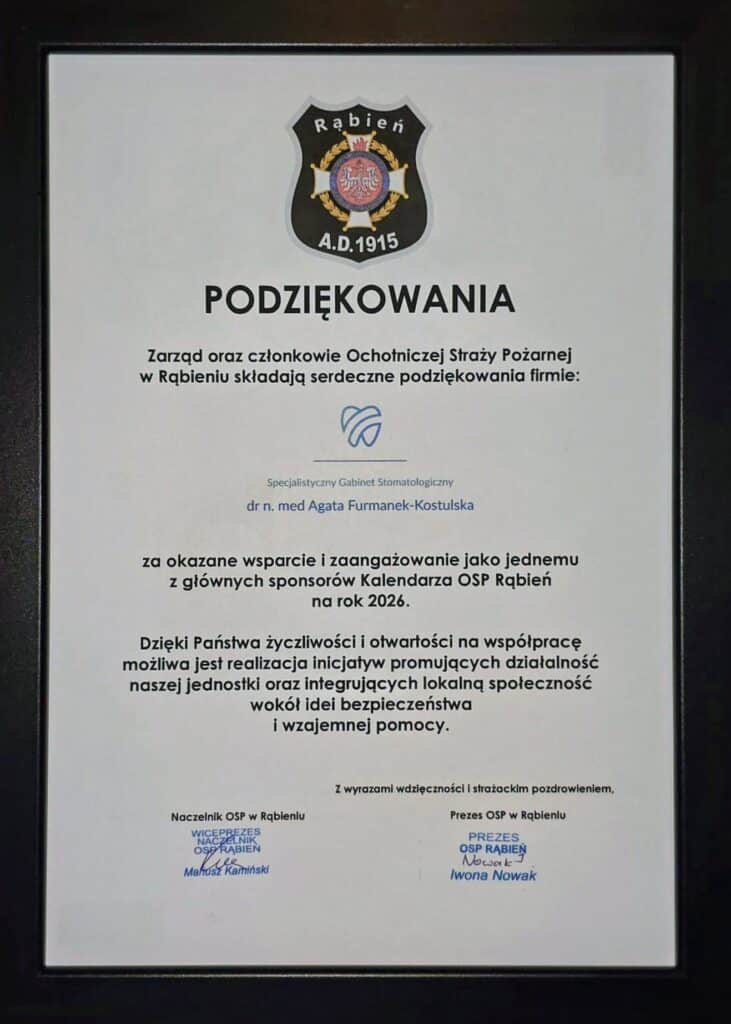 Rąbień
A.D. 1915
PODZIĘKOWANIA
Zarząd oraz członkowie Ochotniczej Straży Pożarnej
w Rąbieniu składają serdeczne podziękowania firmie:
Specjalistyczny Gabinet Stomatologiczny
dr n. med Agata Furmanek-Kostulska
za okazane wsparcie i zaangażowanie jako jednemu
z głównych sponsorów Kalendarza OSP Rąbień
na rok 2026.
Dzięki Państwa życzliwości i otwartości na współpracę
możliwa jest realizacja inicjatyw promujących działalność
naszej jednostki oraz integrujących lokalną społeczność
wokół idei bezpieczeństwa
i wzajemnej pomocy.
Z wyrazami wdzięczności i strażackim pozdrowieniem,
Naczelnik OSP w Rąbieniu
WICEPREZES
NACZELNIK
OSP RĄBIEŃ
Mariusz Kamiński
Prezes OSP w Rąbieniu
PREZES
OSP RĄBIEŃ
Nowak I
Iwona Nowak